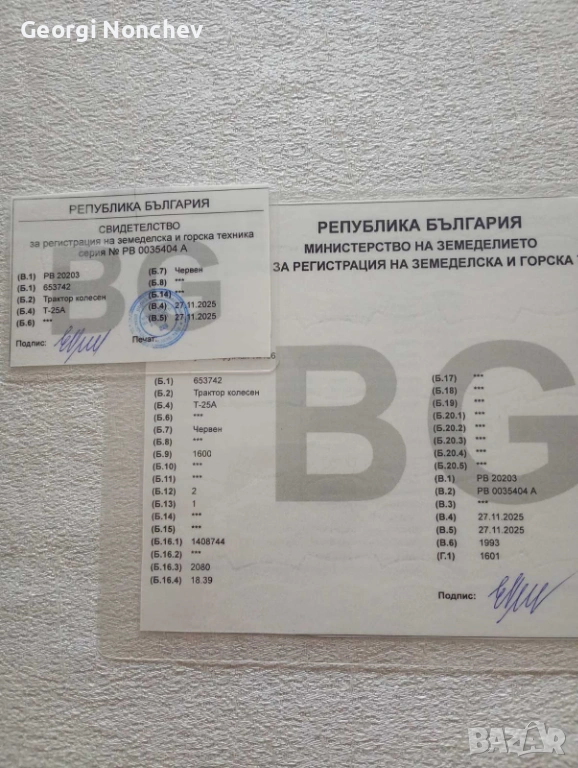 Georgi Nonchev
РЕПУБЛИКА БЪЛГАРИЯ
СВИДЕТЕЛСТВО
за регистрация на земеделска и горска техника
серия № РВ 0035404 А
(В.1) РВ 20203
(Б.1) 653742
(Б.2) Трактор колесен
(Б.4) Т-25А
(Б.6) ***
(Б.7) Червен
(Б.8) ***
(Б.14) ***
(В.4) 27.11.2025
(В.5) 27.11.2025
Подпис:
Печат:
BG
РЕПУБЛИКА БЪЛГАРИЯ
МИНИСТЕРСТВО НА ЗЕМЕДЕЛИЕТО
ЗА РЕГИСТРАЦИЯ НА ЗЕМЕДЕЛСКА И ГОРСКА
(Б.1) 653742
(Б.2) Трактор колесен
(Б.4) Т-25А
(Б.6) ***
(Б.7) Червен
(Б.8) ***
(Б.9) 1600
(Б.10) ***
(Б.11) ***
(Б.12) 2
(Б.13) 1
(Б.14) ***
(Б.15) ***
(Б.16.1) 1408744
(Б.16.2) ***
(Б.16.3) 2080
(Б.16.4) 18.39
(Б.17) ***
(Б.18) ***
(Б.19) ***
(Б.20.1) ***
(Б.20.2) ***
(Б.20.3) ***
(Б.20.4) ***
(Б.20.5) ***
(В.1) РВ 20203
(В.2) РВ 0035404 А
(В.3) ***
(В.4) 27.11.2025
(В.5) 27.11.2025
(В.6) 1993
(Г.1) 1601
Подпис:
BG
BAZAR